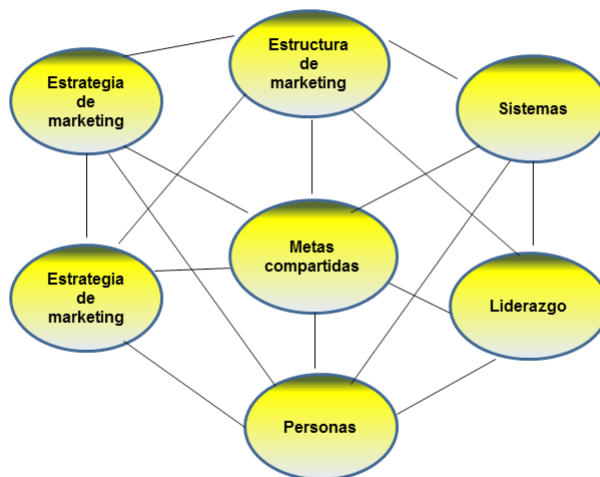 Estrategia
de
marketing
Estructura
de
marketing
Sistemas
Estrategia
de
marketing
Metas
compartidas
Liderazgo
Personas